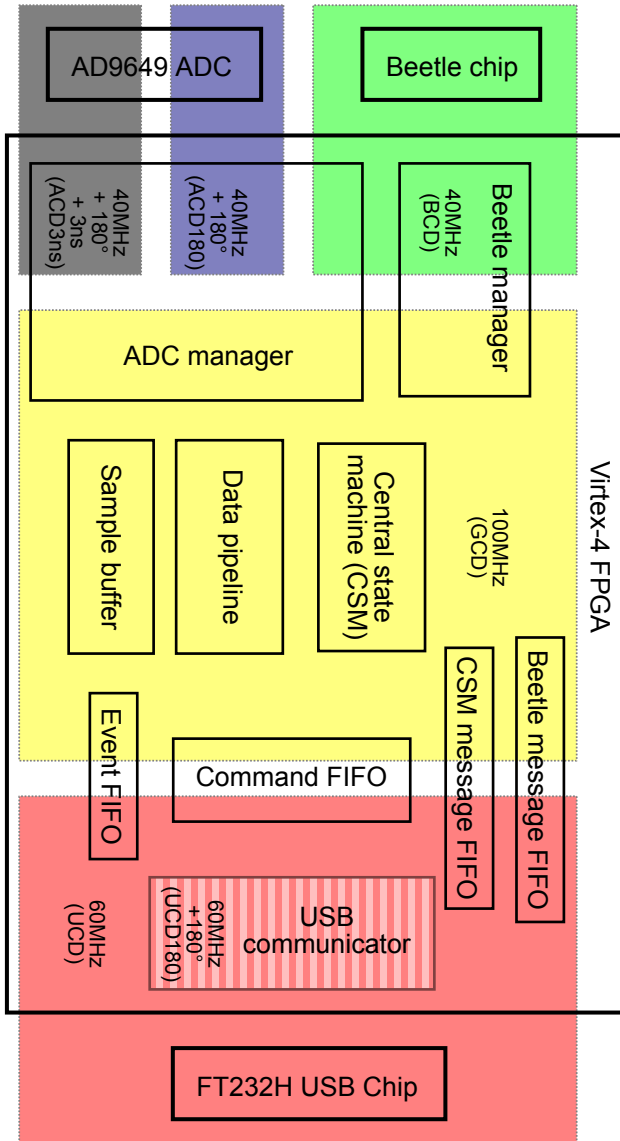 AD9649 ADC
Beetle chip
40MHz
+ 180°
+ 3ns
(ACD3ns)
40MHz
+ 180°
(ACD180)
40MHz
(BCD)
Beetle manager
ADC manager
Virtex-4 FPGA
Sample buffer
Data pipeline
Central state
machine (CSM)
100MHz
(GCD)
Event FIFO
Command FIFO
CSM message FIFO
Beetle message FIFO
60MHz
(UCD)
60MHz
+180°
(UCD180)
USB
communicator
FT232H USB Chip